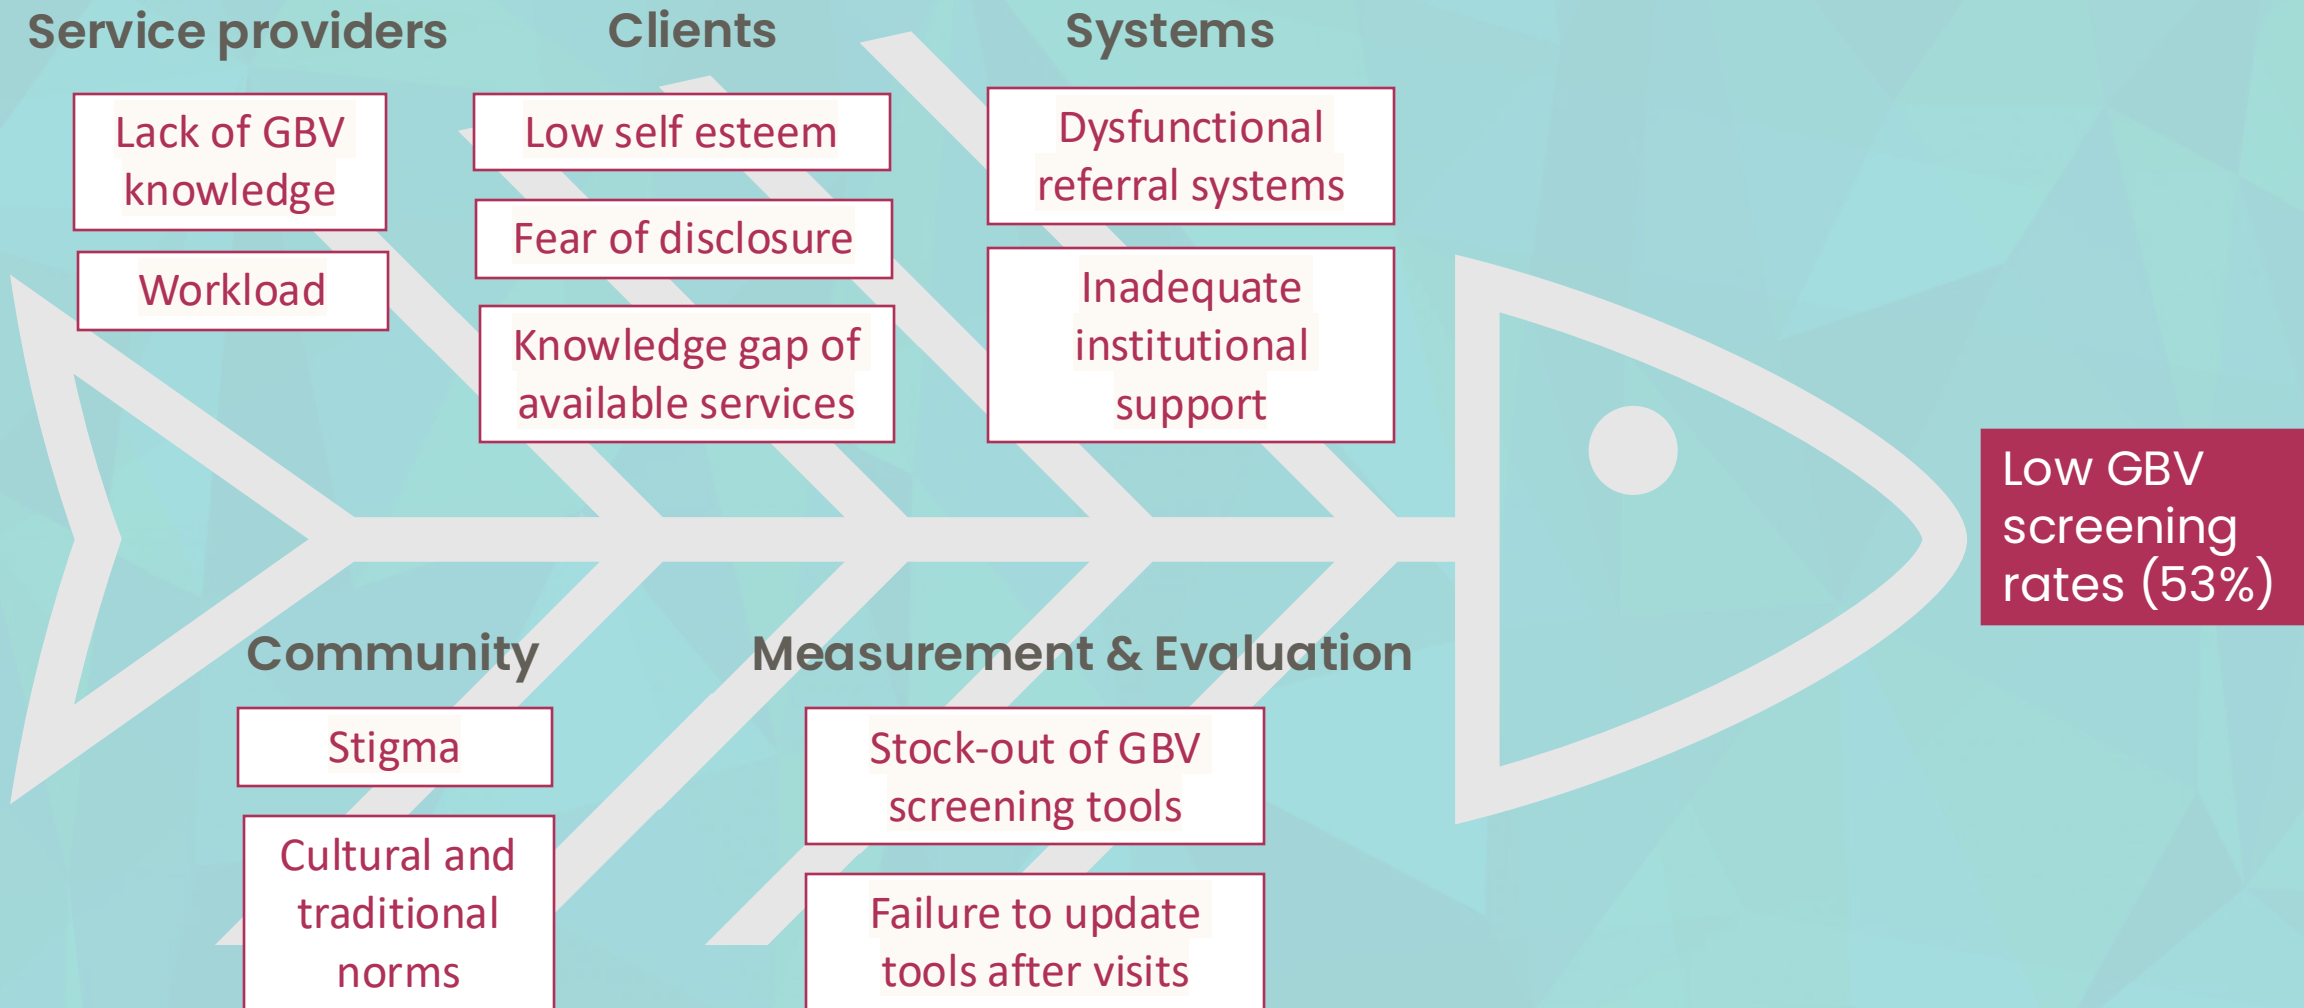 Service providers
Lack of GBV
knowledge
Workload
Clients
Low self esteem
Fear of disclosure
Knowledge gap of
available services
Systems
Dysfunctional
referral systems
Inadequate
institutional
support
Low GBV
screening
rates (53%)
Community
Stigma
Cultural and
traditional
norms
Measurement & Evaluation
Stock-out of GBV
screening tools
Failure to update
tools after visits